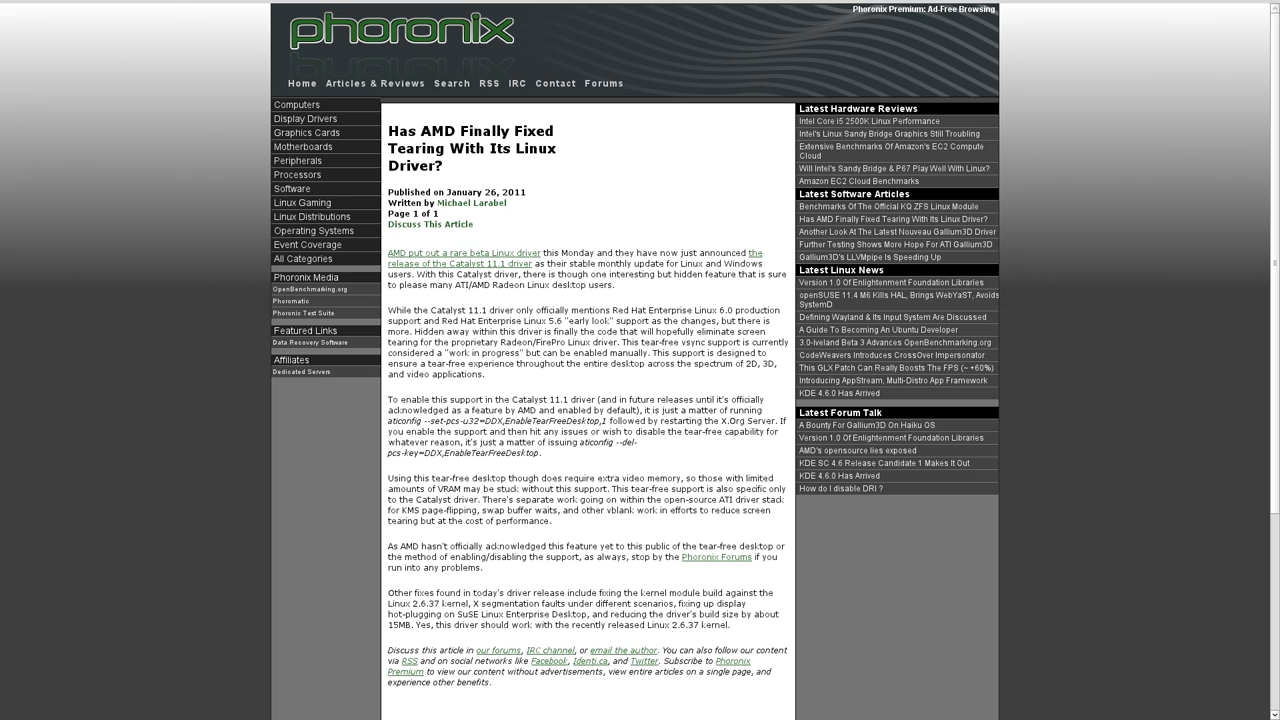 Phoronix Premium: Ad-Free Browsing
phoronix
Home Articles & Reviews Search RSS IRC Contact Forums
Computers
Display Drivers
Graphics Cards
Motherboards
Peripherals
Processors
Software
Linux Gaming
Linux Distributions
Operating Systems
Event Coverage
All Categories
Phoronix Media
OpenBenchmarking.org
Phoromatic
Phoronix Test Suite
Featured Links
Data Recovery Software
Affiliates
Dedicated Servers
Has AMD Finally Fixed
Tearing With Its Linux
Driver?
Published on January 26, 2011
Written by Michael Larabel
Page 1 of 1
Discuss This Article
AMD put out a rare beta Linux driver this Monday and they have now just announced the
release of the Catalyst 11.1 driver as their stable monthly update for Linux and Windows
users. With this Catalyst driver, there is though one interesting but hidden feature that is sure
to please many ATI/AMD Radeon Linux desktop users.
While the Catalyst 11.1 driver only officially mentions Red Hat Enterprise Linux 6.0 production
support and Red Hat Enterprise Linux 5.6 "early look" support as the changes, but there is
more. Hidden away within this driver is finally the code that will hopefully eliminate screen
tearing for the proprietary Radeon/FirePro Linux driver. This tear-free vsync support is currently
considered a "work in progress" but can be enabled manually. This support is designed to
ensure a tear-free experience throughout the entire desktop across the spectrum of 2D, 3D,
and video applications.
To enable this support in the Catalyst 11.1 driver (and in future releases until it's officially
acknowledged as a feature by AMD and enabled by default), it is just a matter of running
aticonfig --set-pcs-u32=DDX,EnableTearFreeDesktop,1 followed by restarting the X.Org Server. If
you enable the support and then hit any issues or wish to disable the tear-free capability for
whatever reason, it's just a matter of issuing aticonfig --del-
pcs-key=DDX,EnableTearFreeDesktop.
Using this tear-free desktop though does require extra video memory, so those with limited
amounts of VRAM may be stuck without this support. This tear-free support is also specific only
to the Catalyst driver. There's separate work going on within the open-source ATI driver stack
for KMS page-flipping, swap buffer waits, and other vblank work in efforts to reduce screen
tearing but at the cost of performance.
As AMD hasn't officially acknowledged this feature yet to this public of the tear-free desktop or
the method of enabling/disabling the support, as always, stop by the Phoronix Forums if you
run into any problems.
Other fixes found in today's driver release include fixing the kernel module build against the
Linux 2.6.37 kernel, X segmentation faults under different scenarios, fixing up display
hot-plugging on SuSE Linux Enterprise Desktop, and reducing the driver's build size by about
15MB. Yes, this driver should work with the recently released Linux 2.6.37 kernel.
Discuss this article in our forums, IRC channel, or email the author. You can also follow our content
via RSS and on social networks like Facebook, Identi.ca, and Twitter. Subscribe to Phoronix
Premium to view our content without advertisements, view entire articles on a single page, and
experience other benefits.
Latest Hardware Reviews
Intel Core i5 2500K Linux Performance
Intel's Linux Sandy Bridge Graphics Still Troubling
Extensive Benchmarks Of Amazon's EC2 Compute
Cloud
Will Intel's Sandy Bridge & P67 Play Well With Linux?
Amazon EC2 Cloud Benchmarks
Latest Software Articles
Benchmarks Of The Official KQ ZFS Linux Module
Has AMD Finally Fixed Tearing With Its Linux Driver?
Another Look At The Latest Nouveau Gallium3D Driver
Further Testing Shows More Hope For ATI Gallium3D
Gallium3D's LLVMpipe Is Speeding Up
Latest Linux News
Version 1.0 Of Enlightenment Foundation Libraries
openSUSE 11.4 M6 Kills HAL, Brings WebYaST, Avoids
SystemD
Defining Wayland & Its Input System Are Discussed
A Guide To Becoming An Ubuntu Developer
3.0-Iveland Beta 3 Advances OpenBenchmarking.org
CodeWeavers Introduces CrossOver Impersonator
This GLX Patch Can Really Boosts The FPS (~ +60%)
Introducing AppStream, Multi-Distro App Framework
KDE 4.6.0 Has Arrived
Latest Forum Talk
A Bounty For Gallium3D On Haiku OS
Version 1.0 Of Enlightenment Foundation Libraries
AMD's opensource lies exposed
KDE SC 4.6 Release Candidate 1 Makes It Out
KDE 4.6.0 Has Arrived
How do I disable DRI ?